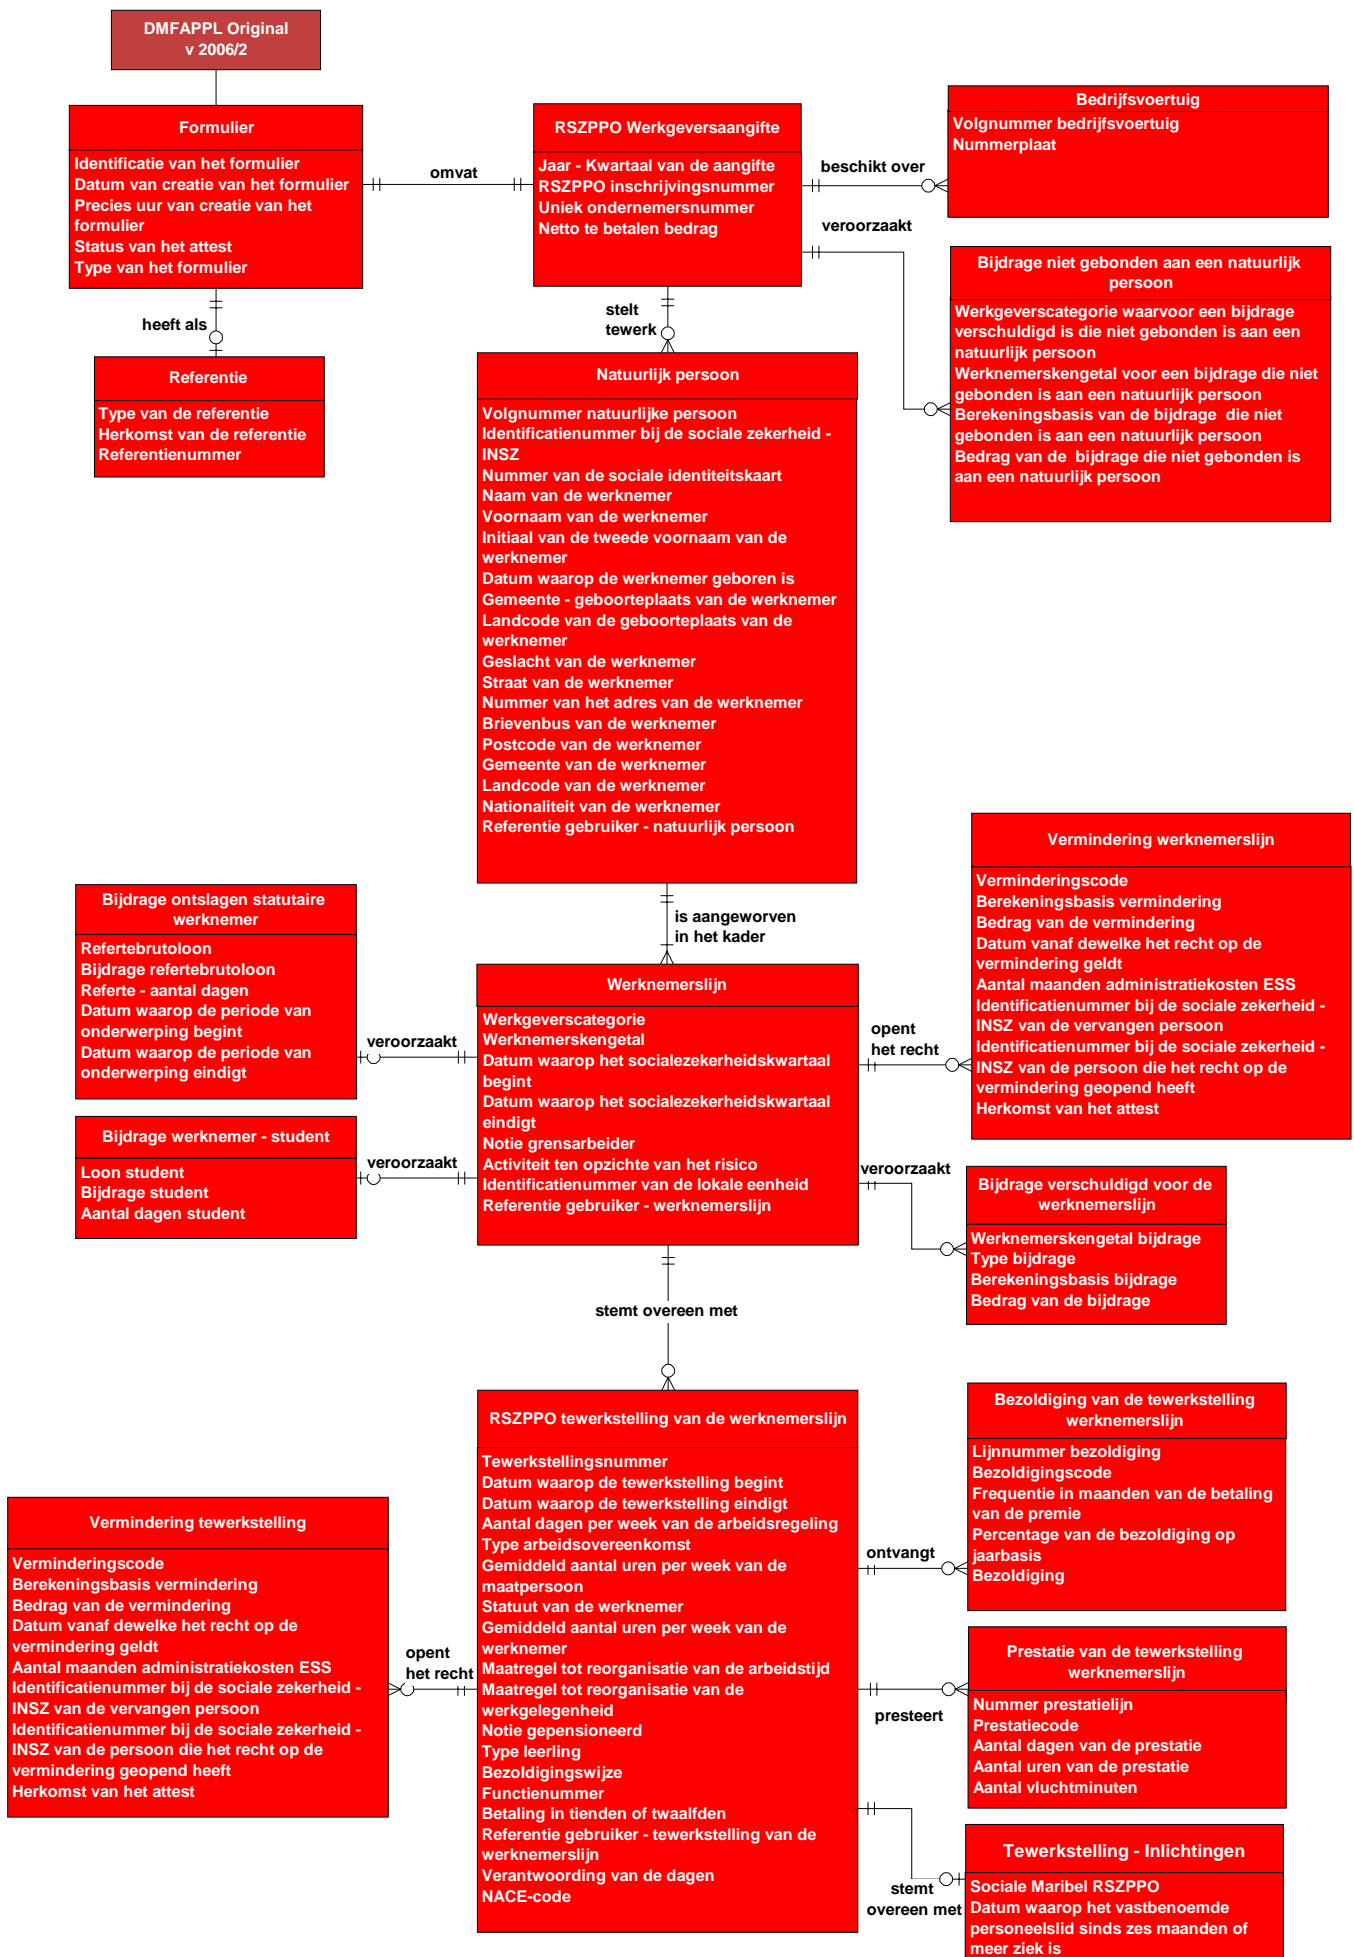 DMFAPPL Original
v 2006/2
Formulier
Identificatie van het formulier
Datum van creatie van het formulier
Precies uur van creatie van het
formulier
Status van het attest
Type van het formulier
omvat
RSZPPO Werkgeversaangifte
Jaar - Kwartaal van de aangifte
RSZPPO inschrijvingsnummer
Uniek ondernemersnummer
Netto te betalen bedrag
beschikt over
Bedrijfsvoertuig
Volgnummer bedrijfsvoertuig
Nummerplaat
veroorzaakt
Bijdrage niet gebonden aan een natuurlijk
persoon
Werkgeverscategorie waarvoor een bijdrage
verschuldigd is die niet gebonden is aan een
natuurlijk persoon
Werknemerskengetal voor een bijdrage die niet
gebonden is aan een natuurlijk persoon
Berekeningsbasis van de bijdrage  die niet
gebonden is aan een natuurlijk persoon
Bedrag van de  bijdrage die niet gebonden is
aan een natuurlijk persoon
heeft als
Referentie
Type van de referentie
Herkomst van de referentie
Referentienummer
stelt
tewerk
Natuurlijk persoon
Volgnummer natuurlijke persoon
Identificatienummer bij de sociale zekerheid -
INSZ
Nummer van de sociale identiteitskaart
Naam van de werknemer
Voornaam van de werknemer
Initiaal van de tweede voornaam van de
werknemer
Datum waarop de werknemer geboren is
Gemeente - geboorteplaats van de werknemer
Landcode van de geboorteplaats van de
werknemer
Geslacht van de werknemer
Straat van de werknemer
Nummer van het adres van de werknemer
Brievenbus van de werknemer
Postcode van de werknemer
Gemeente van de werknemer
Landcode van de werknemer
Nationaliteit van de werknemer
Referentie gebruiker - natuurlijk persoon
is aangeworven
in het kader
Bijdrage ontslagen statutaire
werknemer
Refertebrutoloon
Bijdrage refertebrutoloon
Referte - aantal dagen
Datum waarop de periode van
onderwerping begint
Datum waarop de periode van
onderwerping eindigt
veroorzaakt
Bijdrage werknemer - student
Loon student
Bijdrage student
Aantal dagen student
veroorzaakt
Werknemerslijn
Werkgeverscategorie
Werknemerskengetal
Datum waarop het socialezekerheidskwartaal
begint
Datum waarop het socialezekerheidskwartaal
eindigt
Notie grensarbeider
Activiteit ten opzichte van het risico
Identificatienummer van de lokale eenheid
Referentie gebruiker - werknemerslijn
opent
het recht
Vermindering werknemerslijn
Verminderingscode
Berekeningsbasis vermindering
Bedrag van de vermindering
Datum vanaf dewelke het recht op de
vermindering geldt
Aantal maanden administratiekosten ESS
Identificatienummer bij de sociale zekerheid -
INSZ van de vervangen persoon
Identificatienummer bij de sociale zekerheid -
INSZ van de persoon die het recht op de
vermindering geopend heeft
Herkomst van het attest
veroorzaakt
Bijdrage verschuldigd voor de
werknemerslijn
Werknemerskengetal bijdrage
Type bijdrage
Berekeningsbasis bijdrage
Bedrag van de bijdrage
stemt overeen met
RSZPPO tewerkstelling van de werknemerslijn
Tewerkstellingsnummer
Datum waarop de tewerkstelling begint
Datum waarop de tewerkstelling eindigt
Aantal dagen per week van de arbeidsregeling
Type arbeidsovereenkomst
Gemiddeld aantal uren per week van de
maatpersoon
Statuut van de werknemer
Gemiddeld aantal uren per week van de
werknemer
Maatregel tot reorganisatie van de arbeidstijd
Maatregel tot reorganisatie van de
werkgelegenheid
Notie gepensioneerd
Type leerling
Bezoldigingswijze
Functienummer
Betaling in tienden of twaalfden
Referentie gebruiker - tewerkstelling van de
werknemerslijn
Verantwoording van de dagen
NACE-code
opent
het recht
Vermindering tewerkstelling
Verminderingscode
Berekeningsbasis vermindering
Bedrag van de vermindering
Datum vanaf dewelke het recht op de
vermindering geldt
Aantal maanden administratiekosten ESS
Identificatienummer bij de sociale zekerheid -
INSZ van de vervangen persoon
Identificatienummer bij de sociale zekerheid -
INSZ van de persoon die het recht op de
vermindering geopend heeft
Herkomst van het attest
ontvangt
Bezoldiging van de tewerkstelling
werknemerslijn
Lijnnummer bezoldiging
Bezoldigingscode
Frequentie in maanden van de betaling
van de premie
Percentage van de bezoldiging op
jaarbasis
Bezoldiging
presteert
Prestatie van de tewerkstelling
werknemerslijn
Nummer prestatielijn
Prestatiecode
Aantal dagen van de prestatie
Aantal uren van de prestatie
Aantal vluchtminuten
stemt
overeen met
Tewerkstelling - Inlichtingen
Sociale Maribel RSZPPO
Datum waarop het vastbenoemde
personeelslid sinds zes maanden of
meer ziek is